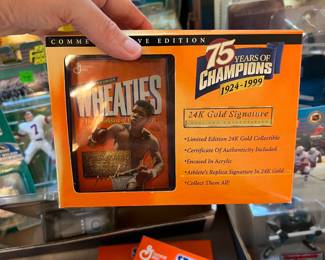 COMMEMORATIVE EDITION
75 YEARS OF
CHAMPIONS
1924-1999
WHEATIES
24K Gold Signature
•Limited Edition 24K Gold Collectible
•Certificate Of Authenticity Included
•Encased In Acrylic
•Athlete's Replica Signature In 24K Gold
•Collect Them All!
7